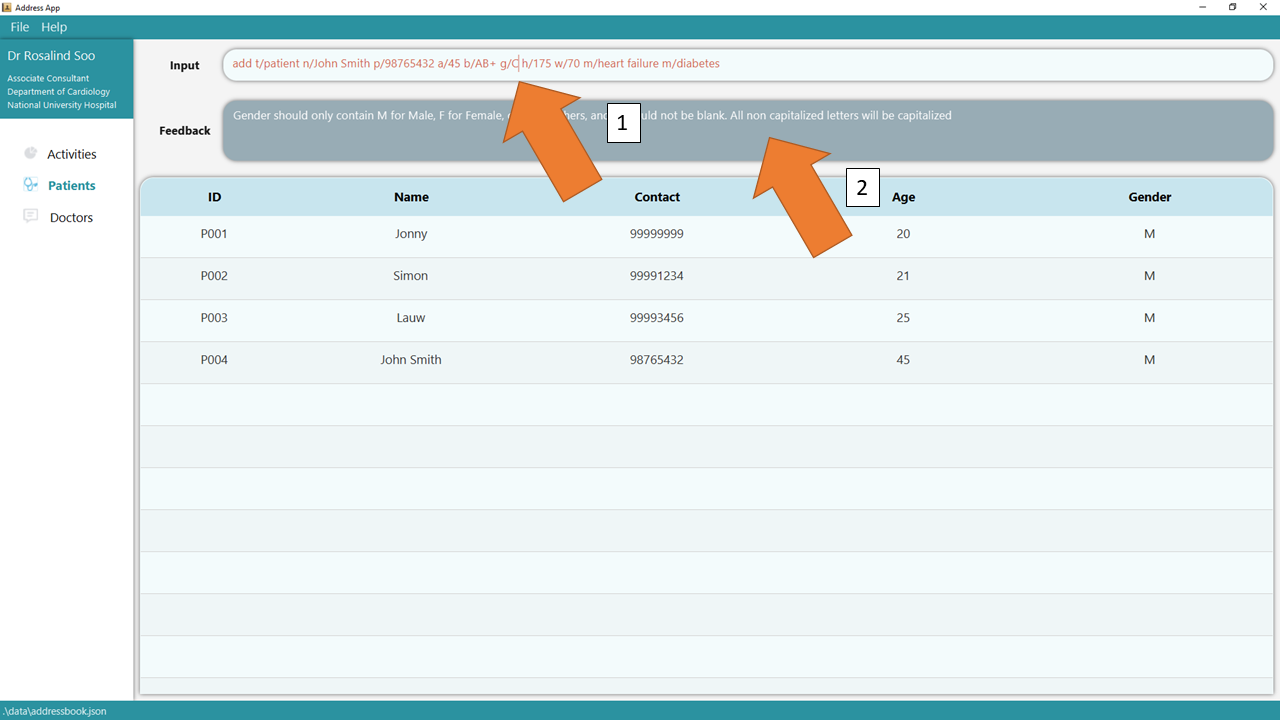 Address App
File Help
Dr Rosalind Soo
Associate Consultant
Department of Cardiology
National University Hospital
Activities
Patients
Doctors
Input
add t/patient n/John Smith p/98765432 a/45 b/AB+ g/C h/175 w/70 m/heart failure m/diabetes
Feedback
Gender should only contain M for Male, F for Female, and not be blank. All non capitalized letters will be capitalized
1
2
ID Name Contact Age Gender
P001 Jonny 99999999 20 M
P002 Simon 99991234 21 M
P003 Lauw 99993456 25 M
P004 John Smith 98765432 45 M
.\data\addressbook.json